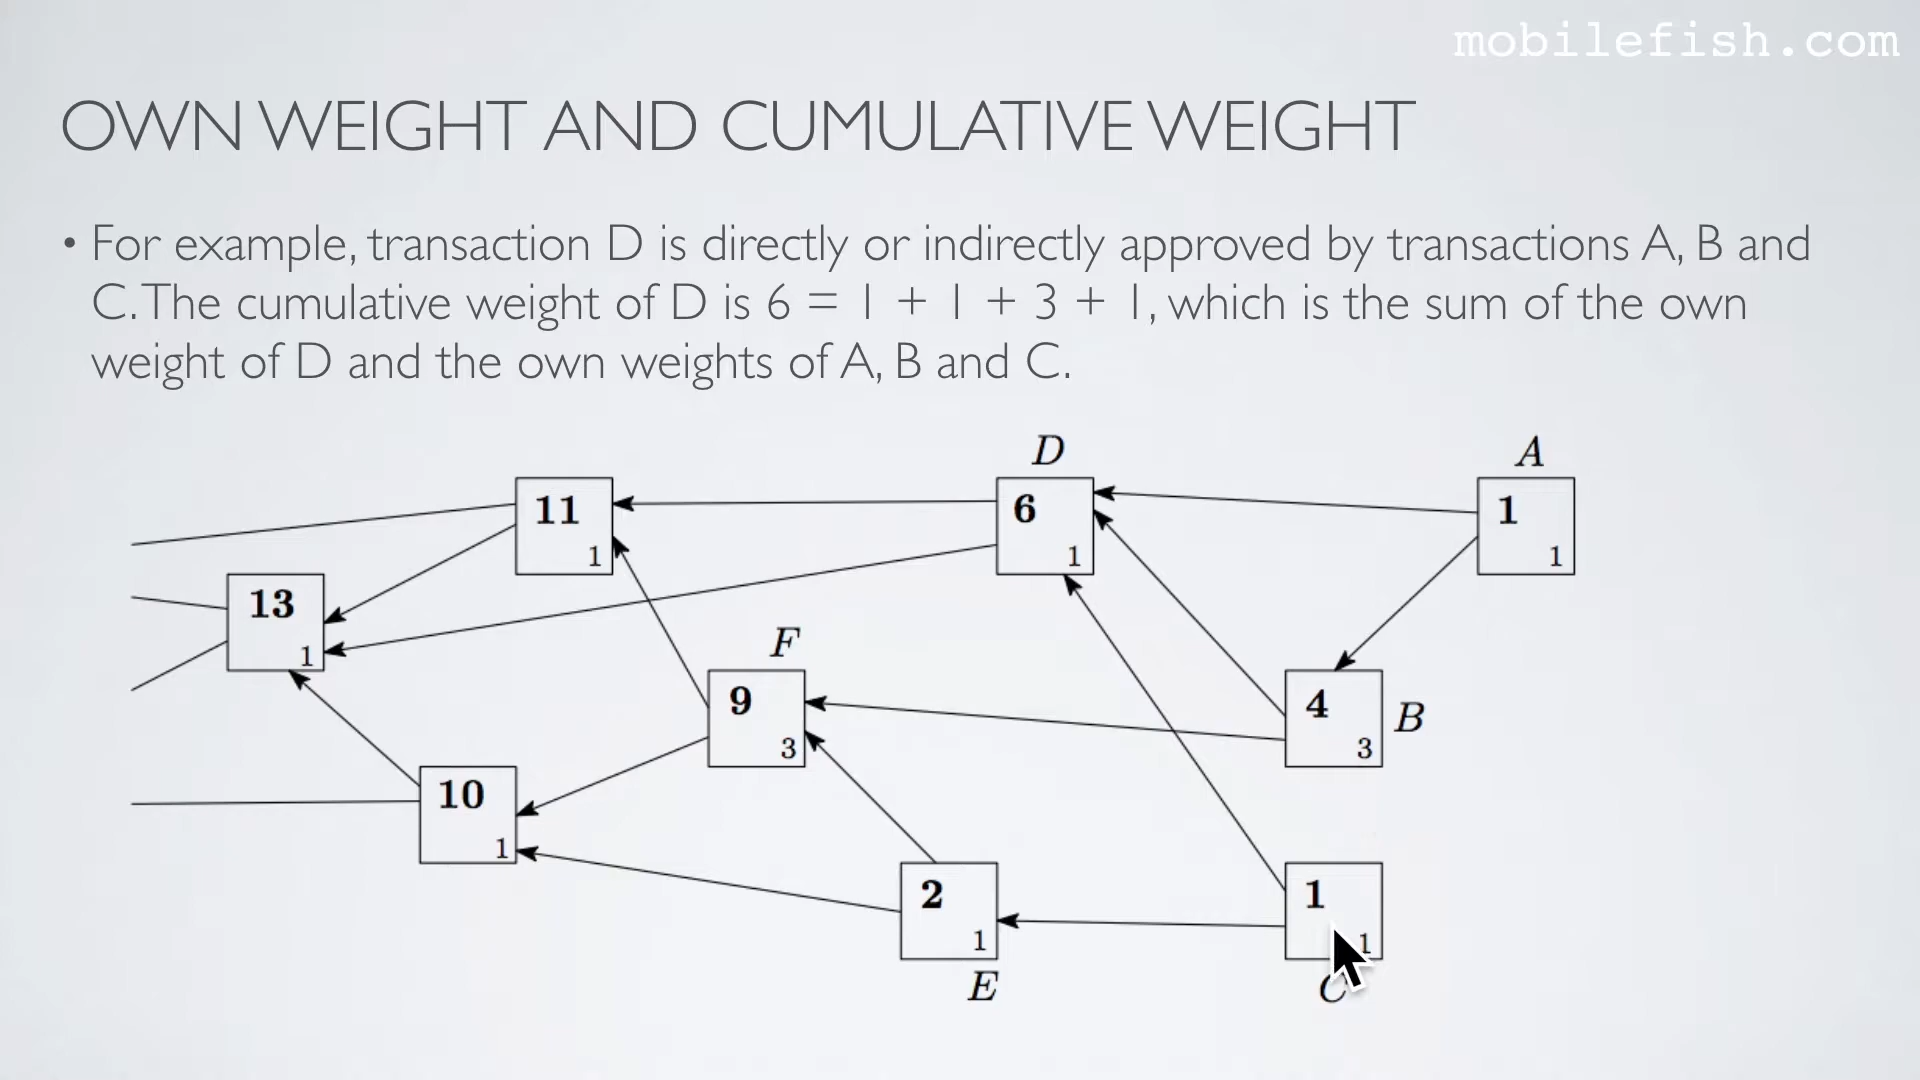 mobilefish.com
OWN WEIGHT AND CUMULATIVE WEIGHT
• For example, transaction D is directly or indirectly approved by transactions A, B and
C. The cumulative weight of D is 6 = 1 + 1 + 3 + 1, which is the sum of the own
weight of D and the own weights of A, B and C.
D
A
11
1
6
1
1
1
13
1
F
9
3
4
3
B
10
1
2
1
E
1
1
C